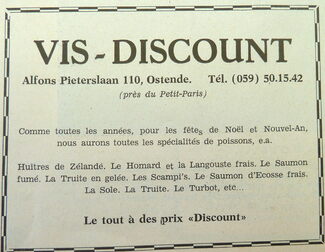 VIS - DISCOUNT
Alfons Pieterslaan 110, Ostende. Tél. (059) 50.15.42
(près du Petit-Paris)
Comme toutes les années, pour les fêtes de Noël et Nouvel-An,
nous aurons toutes les spécialités de poissons, e.a.
Huitres de Zélande. Le Homard et la Langouste frais. Le Saumon
fumé. La Truite en gelée. Les Scampi's. Le Saumon d'Ecosse frais.
La Sole. La Truite. Le Turbot, etc...
Le tout à des prix «Discount»